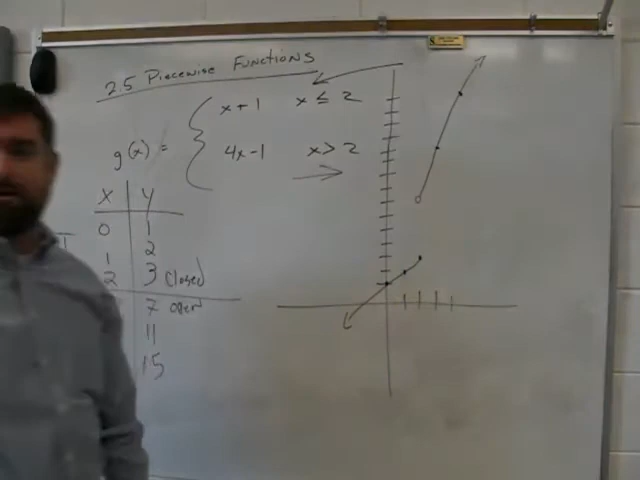 2.5 Piecewise Functions
g(x) =
x + 1 x ≤ 2
4x-1 x > 2
X Y
0 1
1 2
2 3 Closed
7 open
11
15